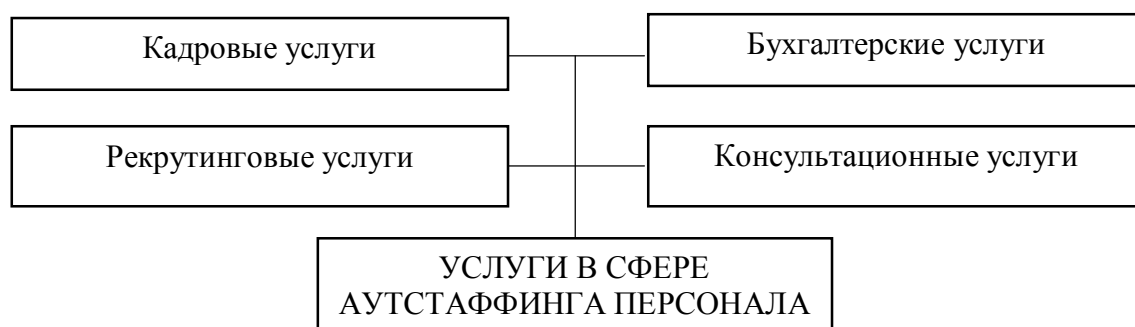 Кадровые услуги
Бухгалтерские услуги
Рекрутинговые услуги
Консультационные услуги
УСЛУГИ В СФЕРЕ
АУТСТАФФИНГА ПЕРСОНАЛА